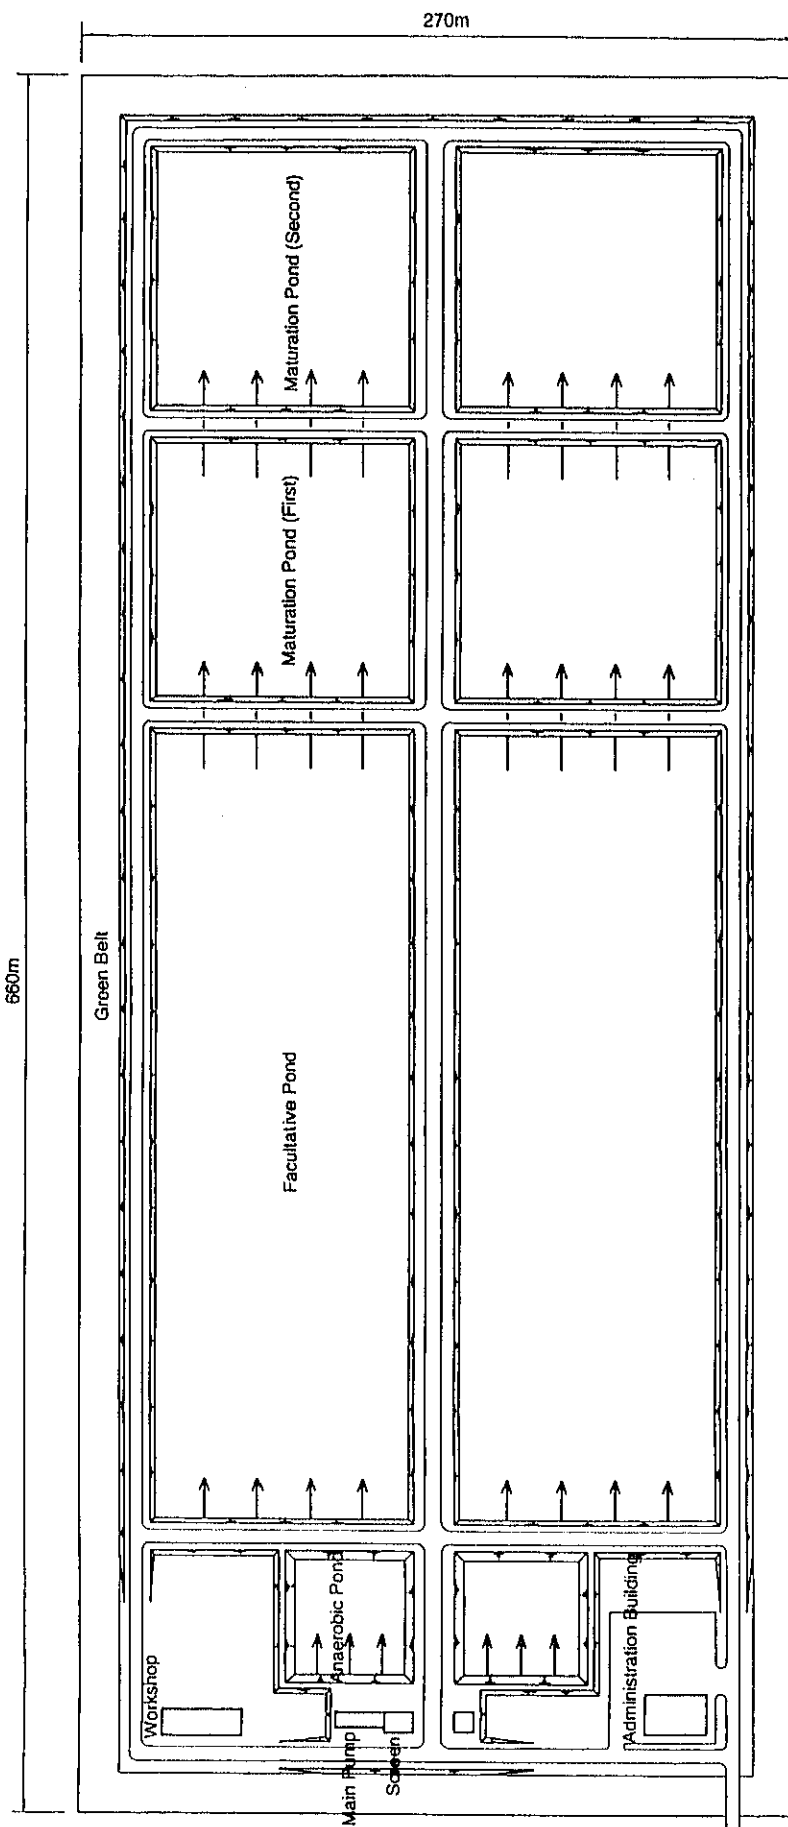 270m
660m
Maturation Pond (Second)
Maturation Pond (First)
Green Belt
Facultative Pond
Anaerobic Pond
Workshop
Administration Building
Main Pump
Screen